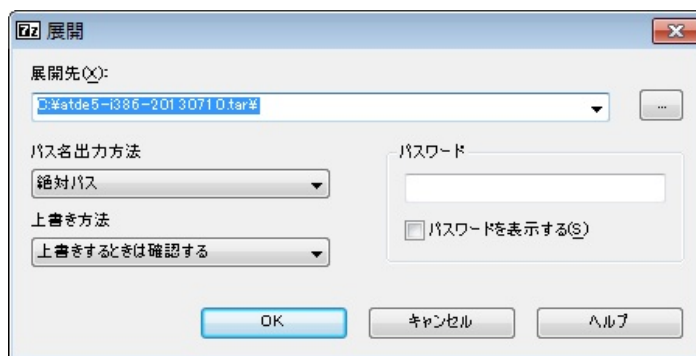 7z 展開
展開先(X):
C:¥atde5-i386-20130710.tar¥
...
パス名出力方法
絶対パス
上書き方法
上書きするときは確認する
パスワード
パスワードを表示する(S)
OK
キャンセル
ヘルプ